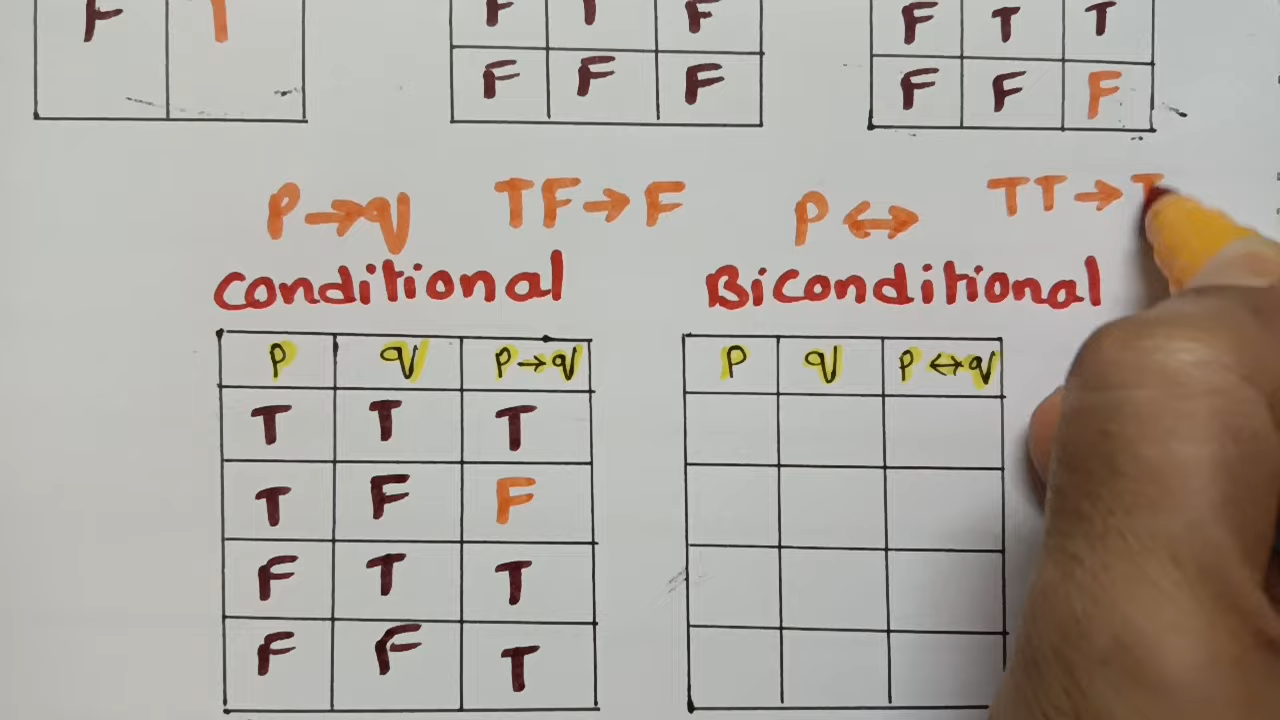 F T F T F F T T
F F F F F F
P→q TF→F P↔ TT→T
Conditional Biconditional
P q P→q P q P↔q
T T T
T F F
F T T
F F T